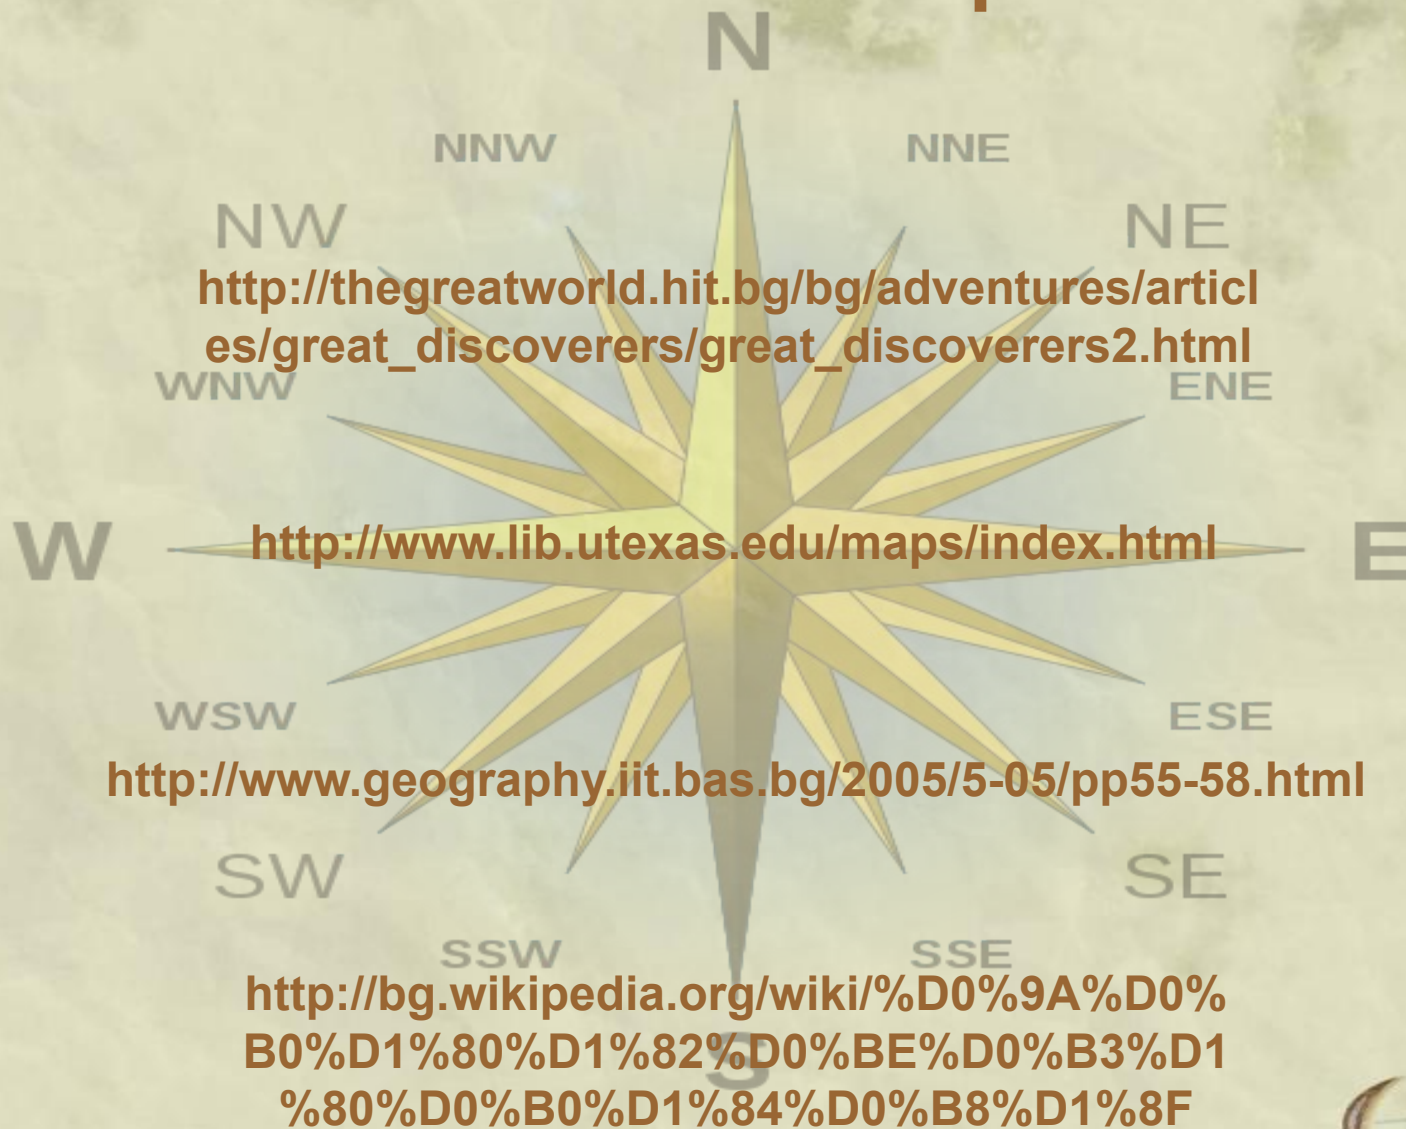 N
NNW NNE
NW NE
http://thegreatworld.hit.bg/bg/adventures/articl
es/great_discoverers/great_discoverers2.html
WNW ENE
W http://www.lib.utexas.edu/maps/index.html E
WSW ESE
http://www.geography.iit.bas.bg/2005/5-05/pp55-58.html
SW SE
SSW SSE
http://bg.wikipedia.org/wiki/%D0%9A%D0%
B0%D1%80%D1%82%D0%BE%D0%B3%D1
S
%80%D0%B0%D1%84%D0%B8%D1%8F